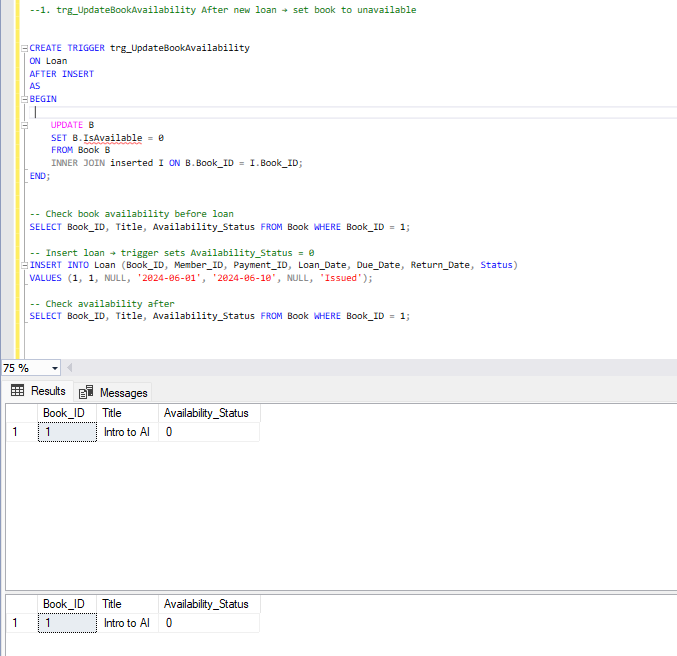 --1. trg_UpdateBookAvailability After new loan → set book to unavailable
CREATE TRIGGER trg_UpdateBookAvailability
ON Loan
AFTER INSERT
AS
BEGIN
UPDATE B
SET B.IsAvailable = 0
FROM Book B
INNER JOIN inserted I ON B.Book_ID = I.Book_ID;
END;
-- Check book availability before loan
SELECT Book_ID, Title, Availability_Status FROM Book WHERE Book_ID = 1;
-- Insert loan → trigger sets Availability_Status = 0
INSERT INTO Loan (Book_ID, Member_ID, Payment_ID, Loan_Date, Due_Date, Return_Date, Status)
VALUES (1, 1, NULL, '2024-06-01', '2024-06-10', NULL, 'Issued');
-- Check availability after
SELECT Book_ID, Title, Availability_Status FROM Book WHERE Book_ID = 1;
75 %
Results Messages
Book_ID Title Availability_Status
1 1 Intro to AI 0
Book_ID Title Availability_Status
1 1 Intro to AI 0